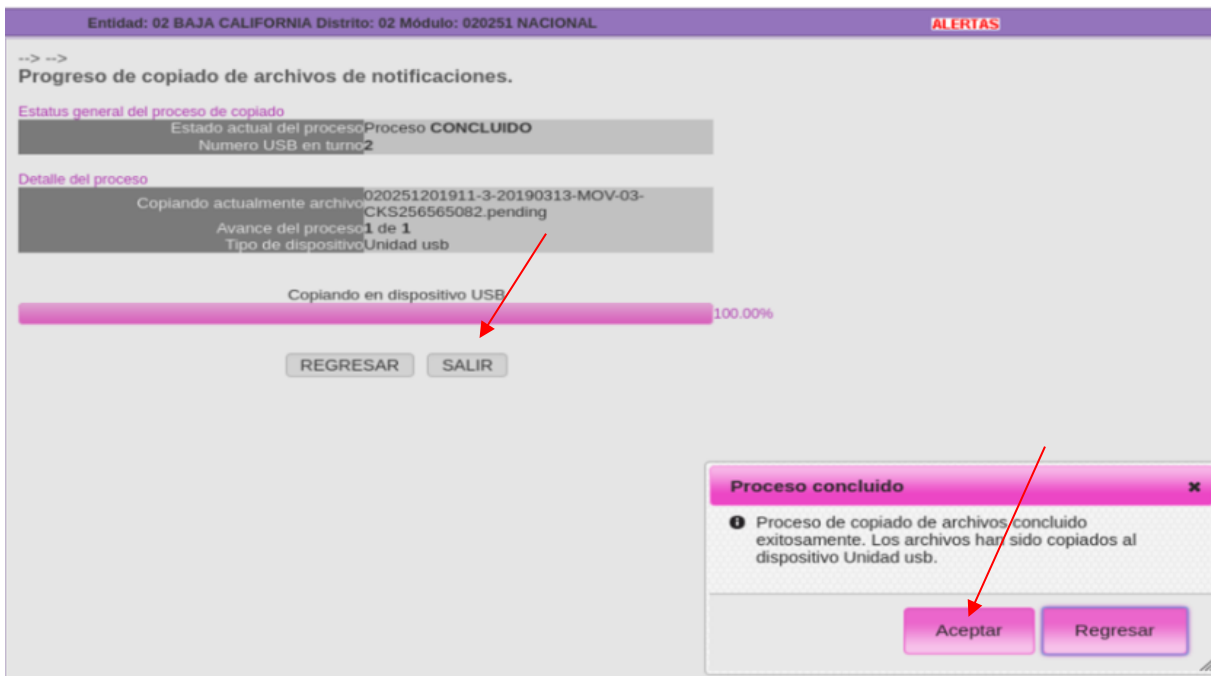 Entidad: 02 BAJA CALIFORNIA Distrito: 02 Módulo: 020251 NACIONAL ALERTAS
--> -->
Progreso de copiado de archivos de notificaciones.
Estatus general del proceso de copiado
Estado actual del proceso Proceso CONCLUIDO
Numero USB en turno 2
Detalle del proceso
Copiando actualmente archivo 020251201911-3-20190313-MOV-03-
CKS256565082.pending
Avance del proceso 1 de 1
Tipo de dispositivo Unidad usb
Copiando en dispositivo USB
100.00%
REGRESAR SALIR
Proceso concluido
Proceso de copiado de archivos concluido
exitosamente. Los archivos han sido copiados al
dispositivo Unidad usb.
Aceptar Regresar